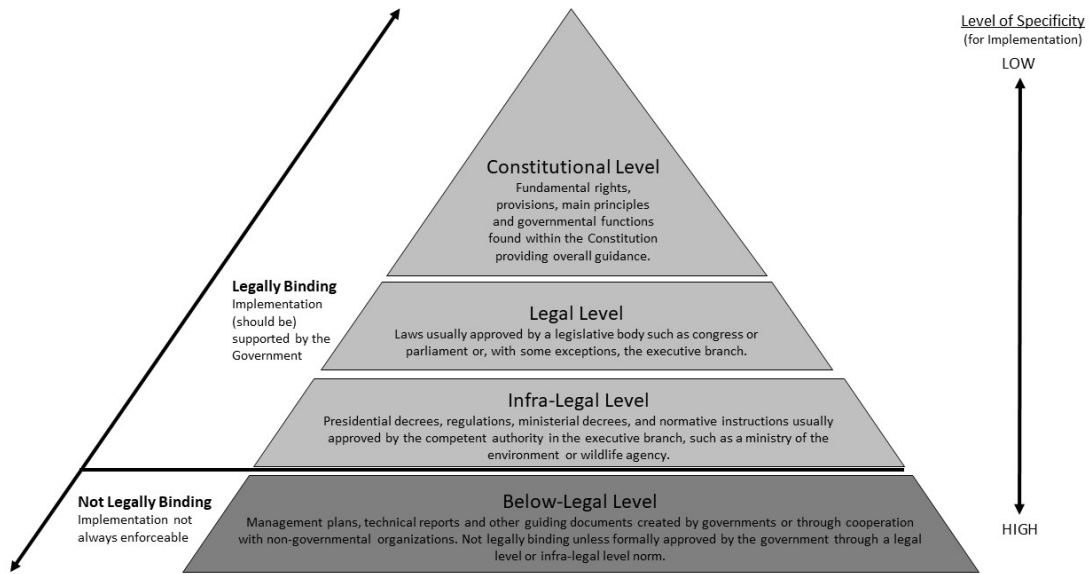 Level of Specificity
(for Implementation)
LOW
Constitutional Level
Fundamental rights,
provisions, main principles
and governmental functions
found within the Constitution
providing overall guidance.
Legally Binding
Implementation
(should be)
supported by the
Government
Legal Level
Laws usually approved by a legislative body such as congress or
parliament or, with some exceptions, the executive branch.
Infra-Legal Level
Presidential decrees, regulations, ministerial decrees, and normative instructions usually
approved by the competent authority in the executive branch, such as a ministry of the
environment or wildlife agency.
Not Legally Binding
Implementation not
always enforceable
Below-Legal Level
Management plans, technical reports and other guiding documents created by governments or through cooperation
with non-governmental organizations. Not legally binding unless formally approved by the government through a legal
level or infra-legal level norm.
HIGH